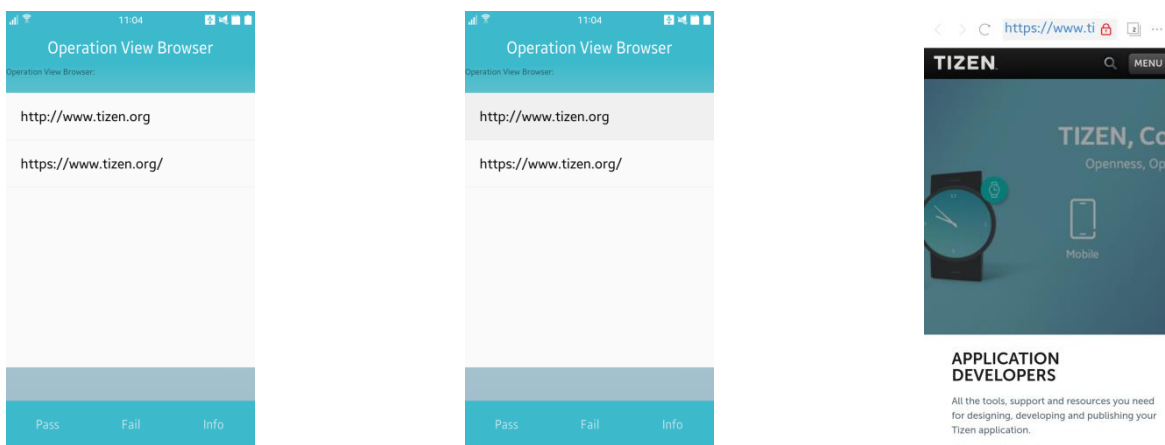 11:04
Operation View Browser
Operation View Browser:
http://www.tizen.org
https://www.tizen.org/
Pass Fail Info
11:04
Operation View Browser
Operation View Browser:
http://www.tizen.org
https://www.tizen.org/
Pass Fail Info
https://www.ti 2 ...
TIZEN MENU
TIZEN, Co
Openness, Op
Mobile
APPLICATION
DEVELOPERS
All the tools, support and resources you need
for designing, developing and publishing your
Tizen application.